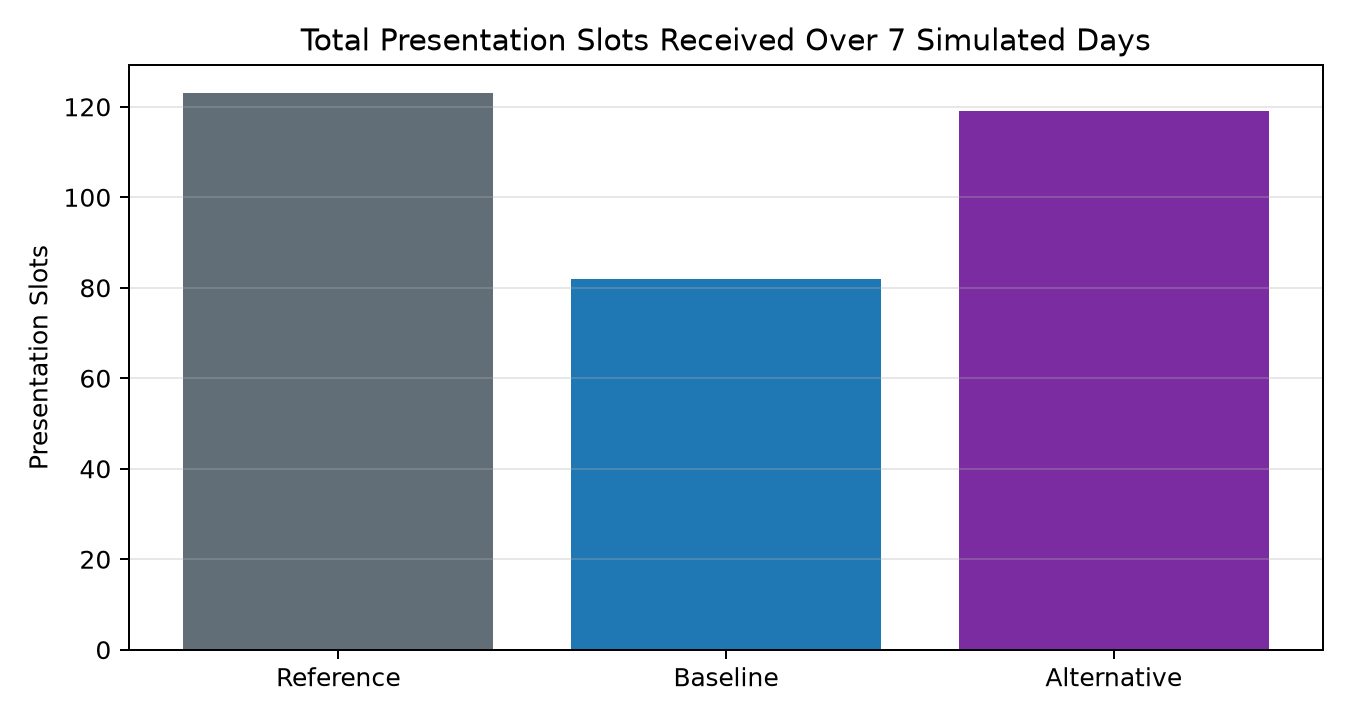 Total Presentation Slots Received Over 7 Simulated Days
Presentation Slots
120
100
80
60
40
20
0
Reference
Baseline
Alternative